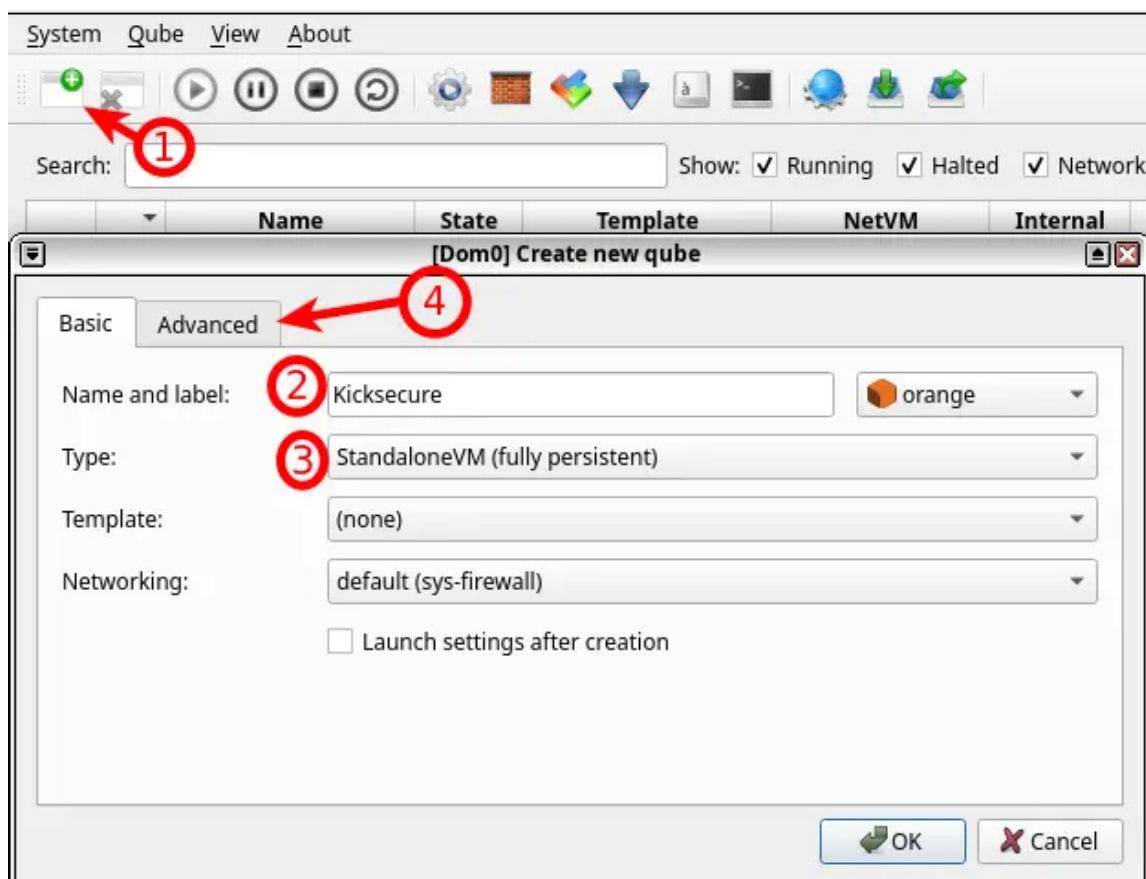 System Qube View About
à
>-
1
Search: Show: Running Halted Network
Name State Template NetVM Internal
[Dom0] Create new qube
4
Basic Advanced
Name and label: 2 Kicksecure orange
Type: 3 StandaloneVM (fully persistent)
Template: (none)
Networking: default (sys-firewall)
Launch settings after creation
OK Cancel